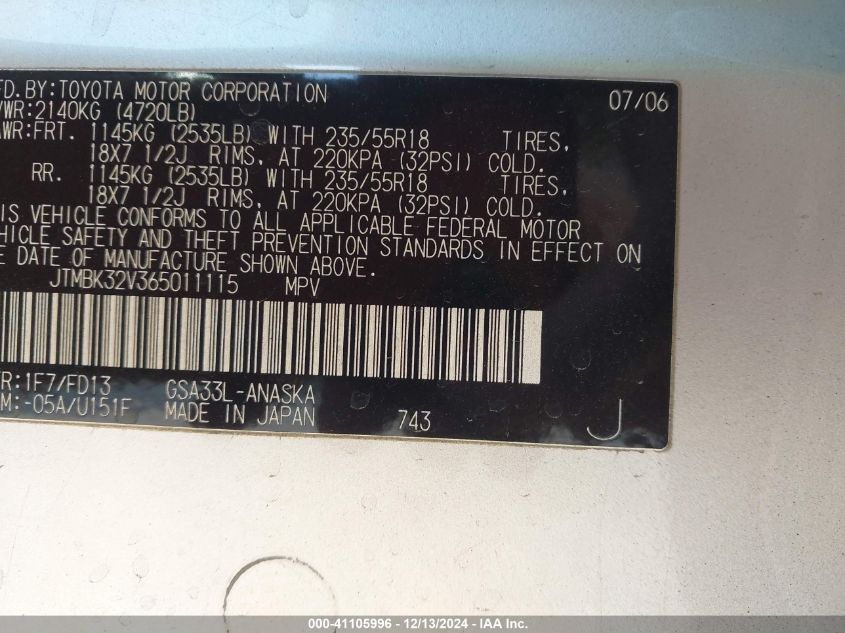 FD. BY: TOYOTA MOTOR CORPORATION 07/06
VWR: 2140KG (4720LB)
AWR: FRT. 1145KG (2535LB) WITH 235/55R18 TIRES,
18X7 1/2J RIMS, AT 220KPA (32PSI) COLD.
RR. 1145KG (2535LB) WITH 235/55R18 TIRES,
18X7 1/2J RIMS, AT 220KPA (32PSI) COLD.
IS VEHICLE CONFORMS TO ALL APPLICABLE FEDERAL MOTOR
HICLE SAFETY AND THEFT PREVENTION STANDARDS IN EFFECT ON
E DATE OF MANUFACTURE SHOWN ABOVE.
JTMBK32V365011115 MPV
R:1F7/FD13 GSA33L-ANASKA
M:-05A/U151F MADE IN JAPAN 743 J
000-41105996 - 12/13/2024 - IAA Inc.